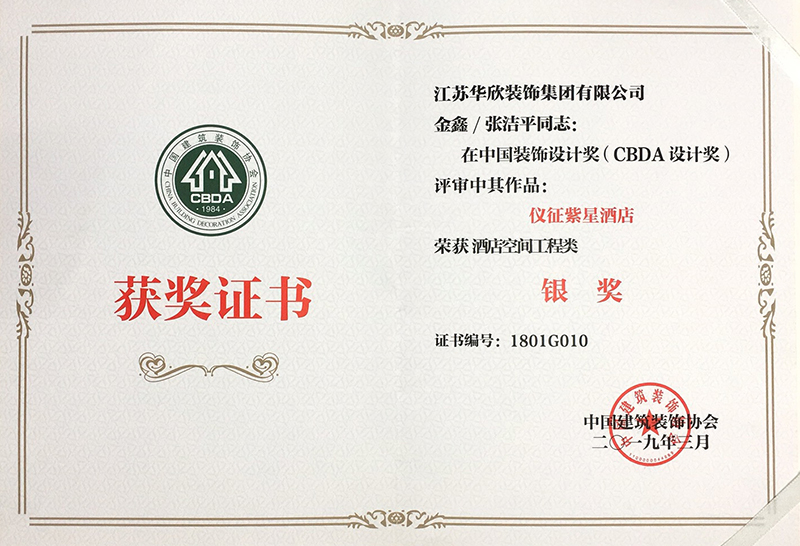 中国建筑装饰协会
CBDA
·1984·
CHINA BUILDING DECORATION ASSOCIATION
获奖证书
江苏华欣装饰集团有限公司
金鑫/张洁平同志：
在中国装饰设计奖（CBDA设计奖）
评审中其作品：
仪征紫星酒店
荣获 酒店空间工程类
银奖
证书编号：1801G010
中国建筑装饰协会
二〇一九年三月